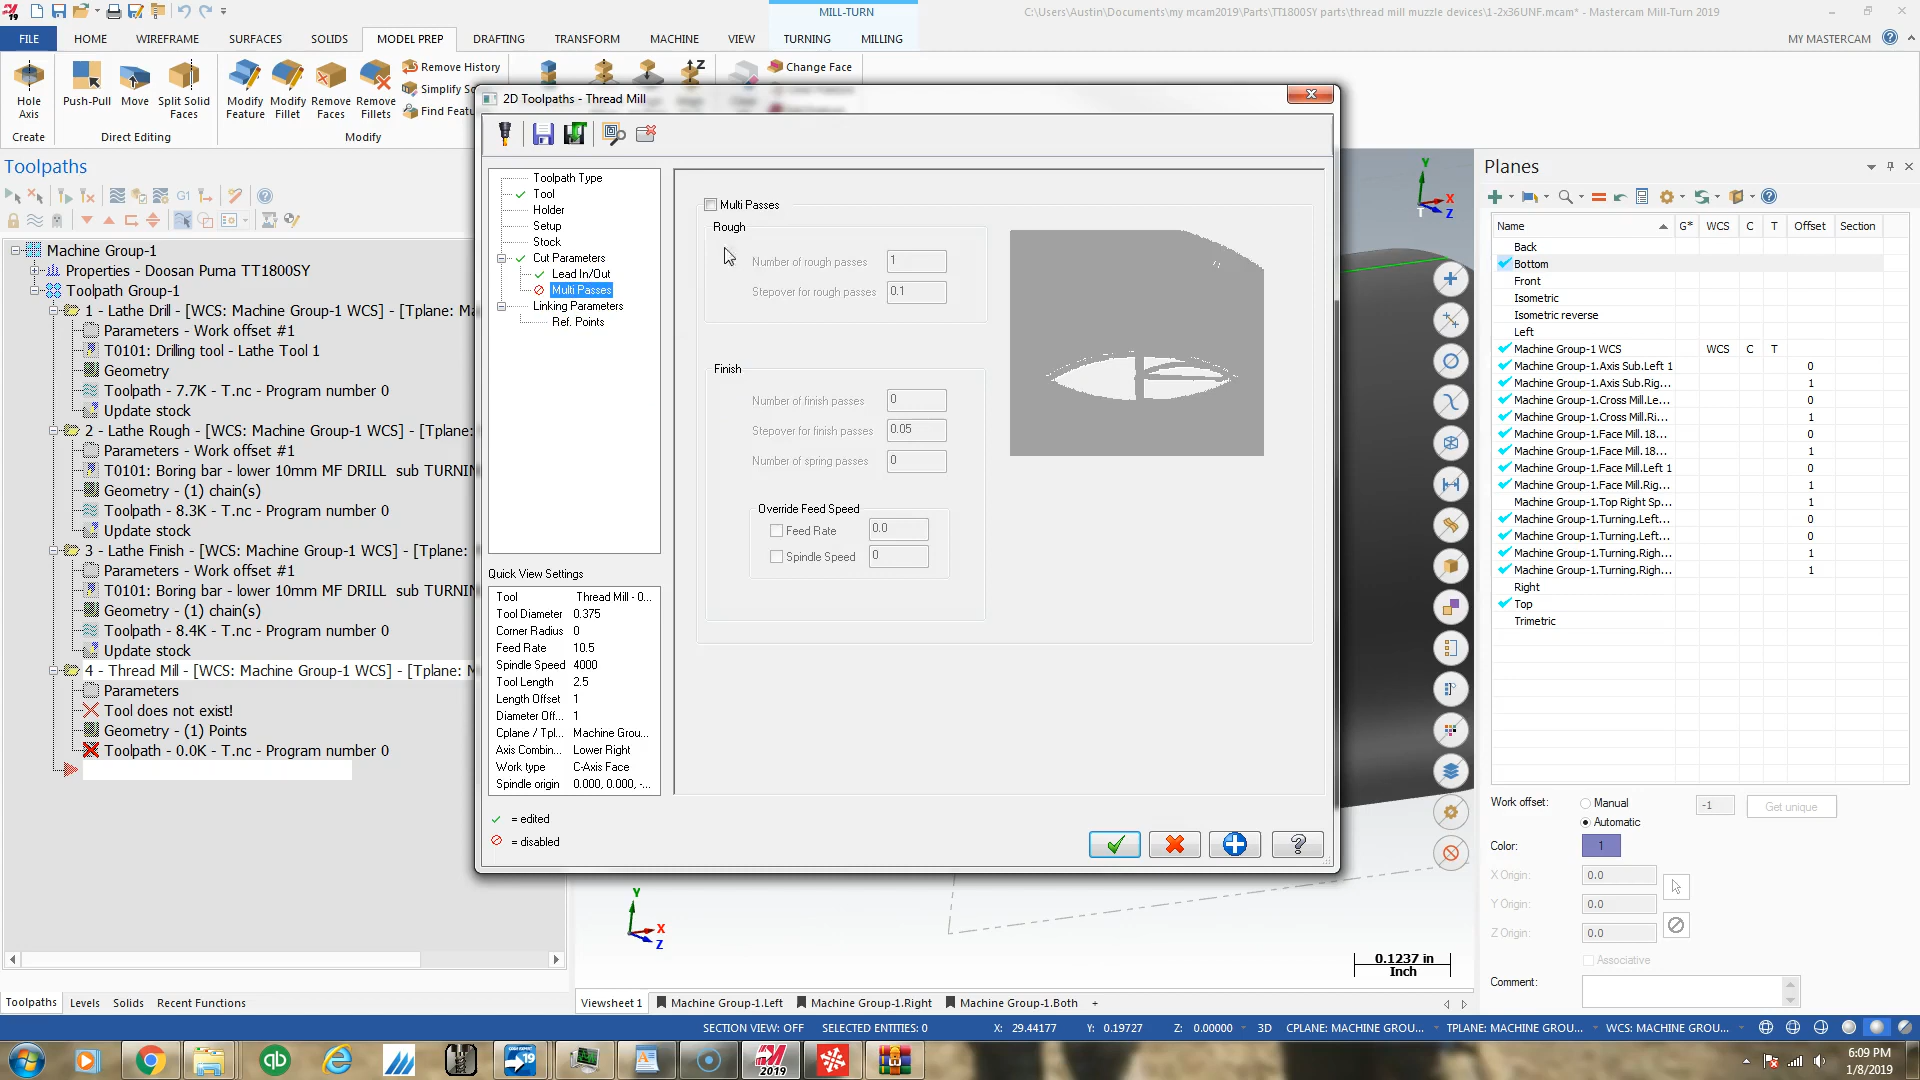 19
C:\Users\Austin\Documents\my mcam2019\Parts\TT1800SY parts\thread mill muzzle devices\1-2x36UNF.mcam* - Mastercam Mill-Turn 2019
MILL-TURN
FILE
HOME
WIREFRAME
SURFACES
SOLIDS
MODEL PREP
DRAFTING
TRANSFORM
MACHINE
VIEW
TURNING
MILLING
MY MASTERCAM
Hole Axis
Push-Pull
Move
Split Solid Faces
Modify Feature
Modify Fillet
Remove Faces
Remove Fillets
Remove History
Simplify So
Find Featu
Change Face
Create
Direct Editing
Modify
Toolpaths
G1
Machine Group-1
Properties - Doosan Puma TT1800SY
Toolpath Group-1
1 - Lathe Drill - [WCS: Machine Group-1 WCS] - [Tplane: Ma
Parameters - Work offset #1
T0101: Drilling tool - Lathe Tool 1
Geometry
Toolpath - 7.7K - T.nc - Program number 0
Update stock
2 - Lathe Rough - [WCS: Machine Group-1 WCS] - [Tplane:
Parameters - Work offset #1
T0101: Boring bar - lower 10mm MF DRILL sub TURNIN
Geometry - (1) chain(s)
Toolpath - 8.3K - T.nc - Program number 0
Update stock
3 - Lathe Finish - [WCS: Machine Group-1 WCS] - [Tplane:
Parameters - Work offset #1
T0101: Boring bar - lower 10mm MF DRILL sub TURNIN
Geometry - (1) chain(s)
Toolpath - 8.4K - T.nc - Program number 0
Update stock
4 - Thread Mill - [WCS: Machine Group-1 WCS] - [Tplane: M
Parameters
Tool does not exist!
Geometry - (1) Points
Toolpath - 0.0K - T.nc - Program number 0
Toolpaths
Levels
Solids
Recent Functions
2D Toolpaths - Thread Mill
Toolpath Type
Tool
Holder
Setup
Stock
Cut Parameters
Lead In/Out
Multi Passes
Linking Parameters
Ref. Points
Quick View Settings
Tool Thread Mill - 0...
Tool Diameter 0.375
Corner Radius 0
Feed Rate 10.5
Spindle Speed 4000
Tool Length 2.5
Length Offset 1
Diameter Off... 1
Cplane / Tpl... Machine Grou...
Axis Combin... Lower Right
Work type C-Axis Face
Spindle origin 0.000, 0.000, -...
= edited
= disabled
Multi Passes
Rough
Number of rough passes 1
Stepover for rough passes 0.1
Finish
Number of finish passes 0
Stepover for finish passes 0.05
Number of spring passes 0
Override Feed Speed
Feed Rate 0.0
Spindle Speed 0
Y
X
Z
T
Y
X
Z
0.1237 in
Inch
Viewsheet 1
Machine Group-1.Left
Machine Group-1.Right
Machine Group-1.Both
+
Planes
Name G* WCS C T Offset Section
Back
Bottom
Front
Isometric
Isometric reverse
Left
Machine Group-1 WCS WCS C T
Machine Group-1.Axis Sub.Left 1 0
Machine Group-1.Axis Sub.Rig... 1
Machine Group-1.Cross Mill.Le... 0
Machine Group-1.Cross Mill.Ri... 1
Machine Group-1.Face Mill. 18... 0
Machine Group-1.Face Mill. 18... 1
Machine Group-1.Face Mill.Left 1 0
Machine Group-1.Face Mill.Rig... 1
Machine Group-1.Top Right Sp... 1
Machine Group-1.Turning.Left... 0
Machine Group-1.Turning.Left... 0
Machine Group-1.Turning.Righ... 1
Machine Group-1.Turning.Righ... 1
Right
Top
Trimetric
Work offset:
Manual
-1
Get unique
Automatic
Color: 1
X Origin: 0.0
Y Origin: 0.0
Z Origin: 0.0
Associative
Comment:
SECTION VIEW: OFF
SELECTED ENTITIES: 0
X: 29.44177
Y: 0.19727
Z: 0.00000
3D
CPLANE: MACHINE GROU...
TPLANE: MACHINE GROU...
WCS: MACHINE GROU...
qb
19
2019
6:09 PM
1/8/2019